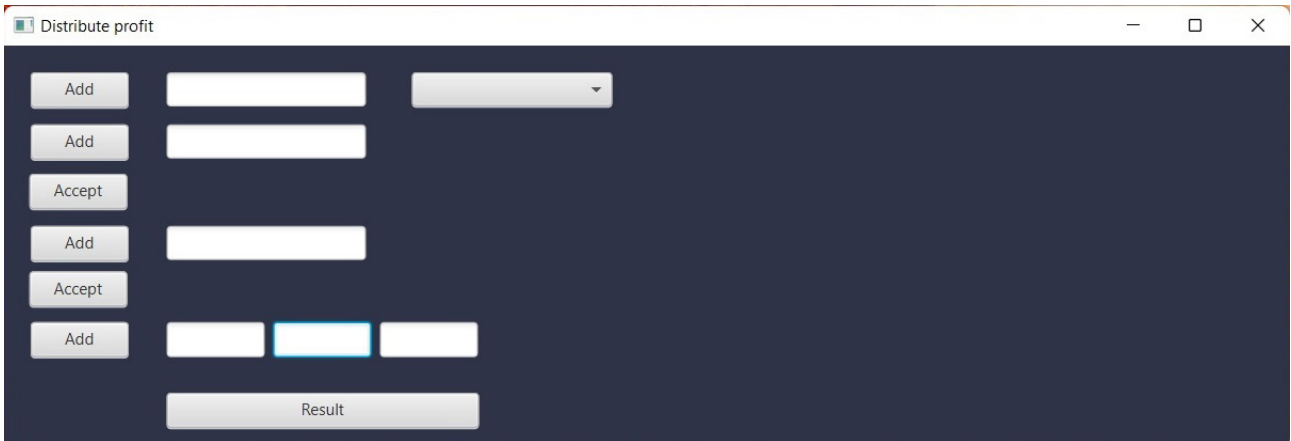 Distribute profit
Add
Add
Accept
Add
Accept
Add
Result